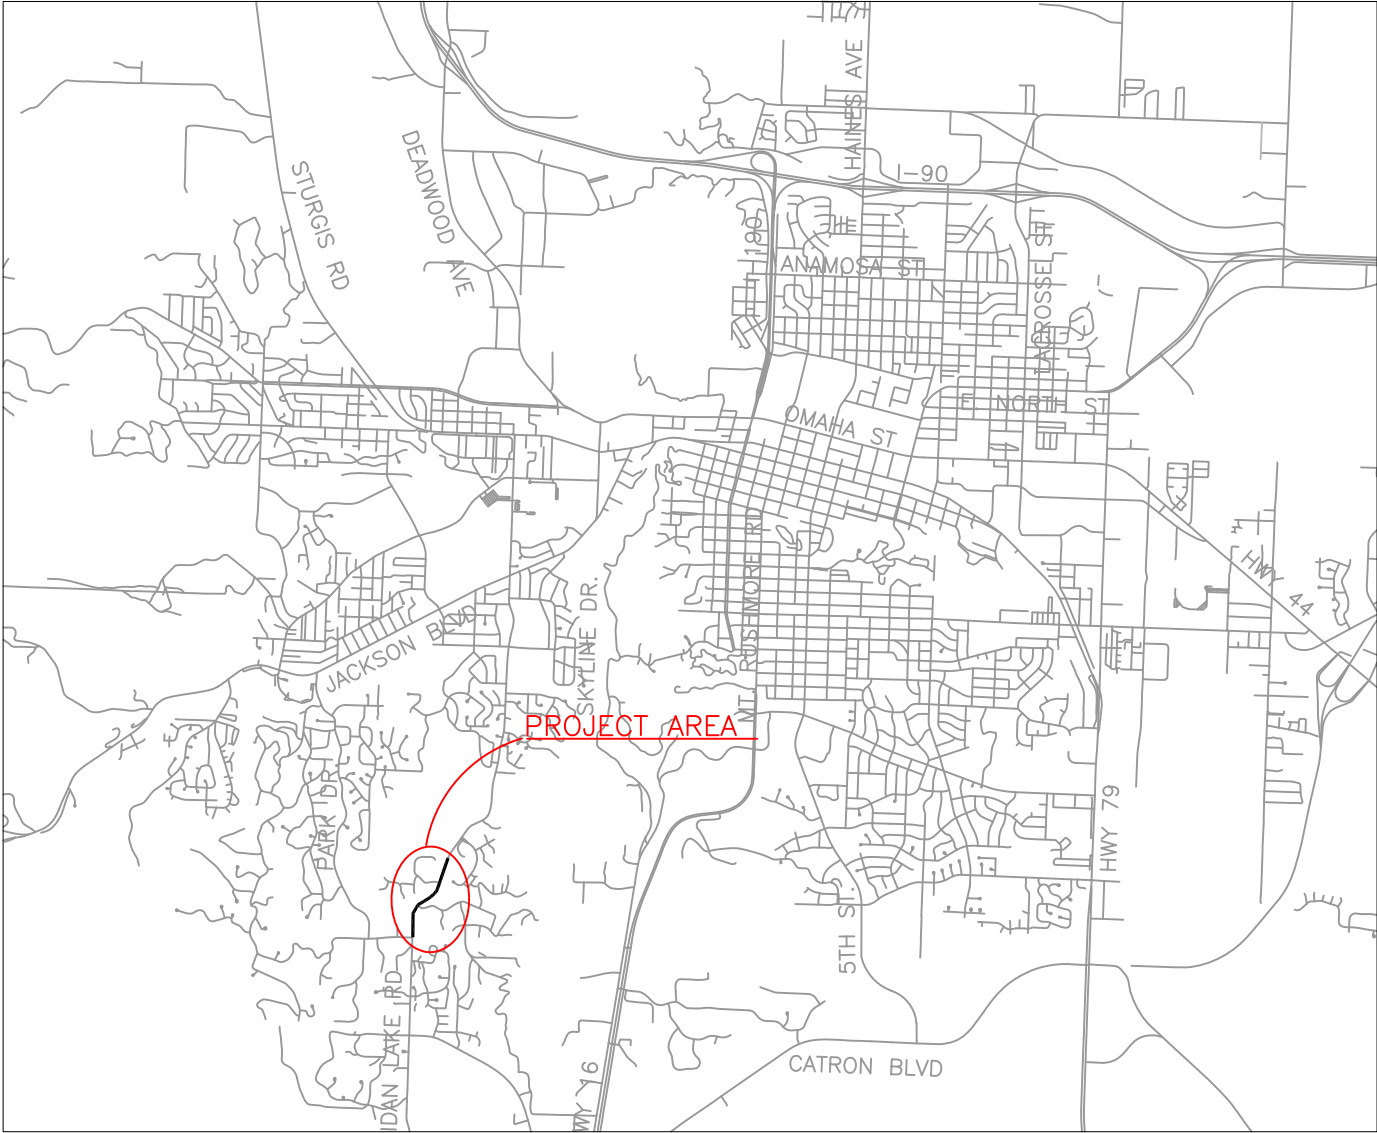 HAINES AVE
DEADWOOD AVE
STURGIS RD
I-90
I-190
ANAMOSA ST
LACROSSE ST
E NORTH ST
OMAHA ST
MT. RUSHMORE RD
HWY 44
SKYLINE DR.
JACKSON BLVD
PROJECT AREA
PARK DR
HWY 79
5TH ST.
IDAN LAKE RD
WY 16
CATRON BLVD